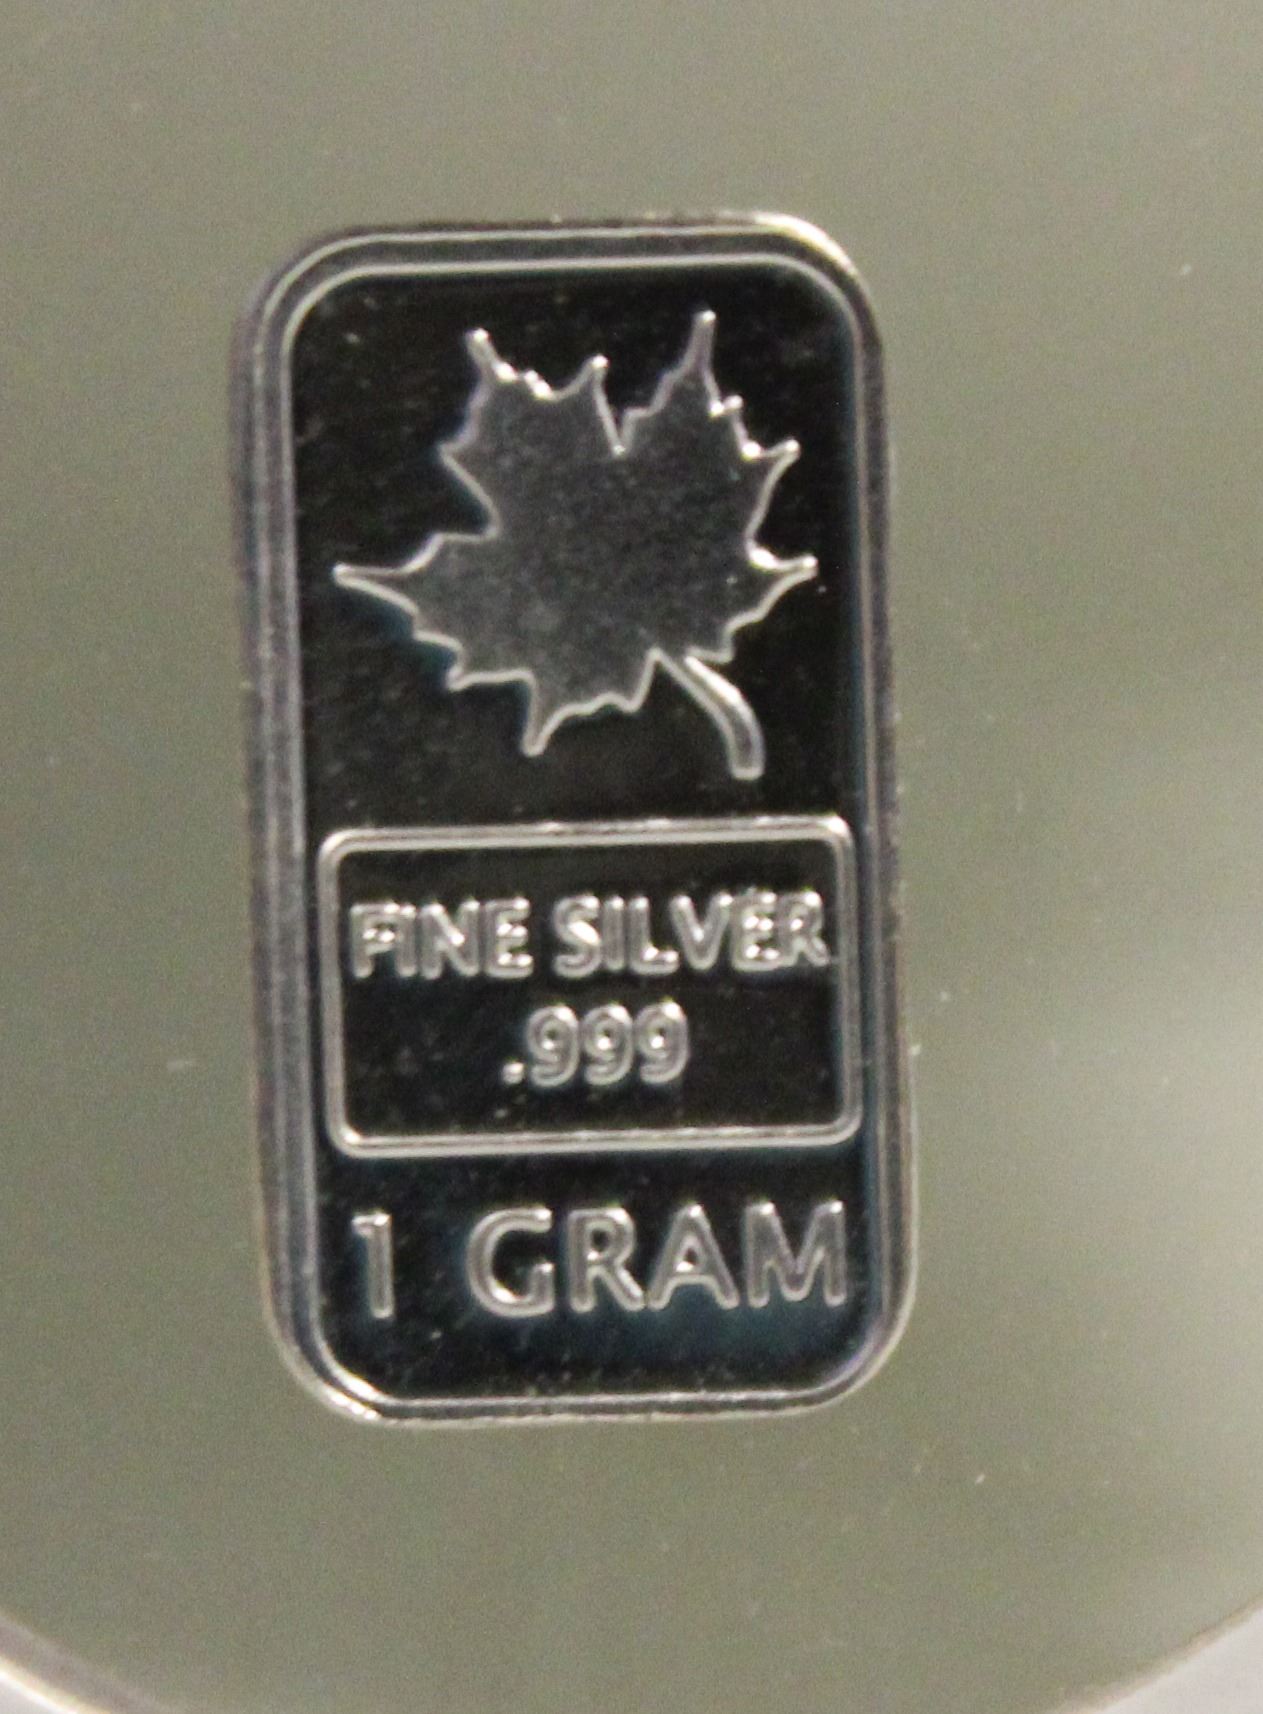 FINE SILVER
.999
1 GRAM